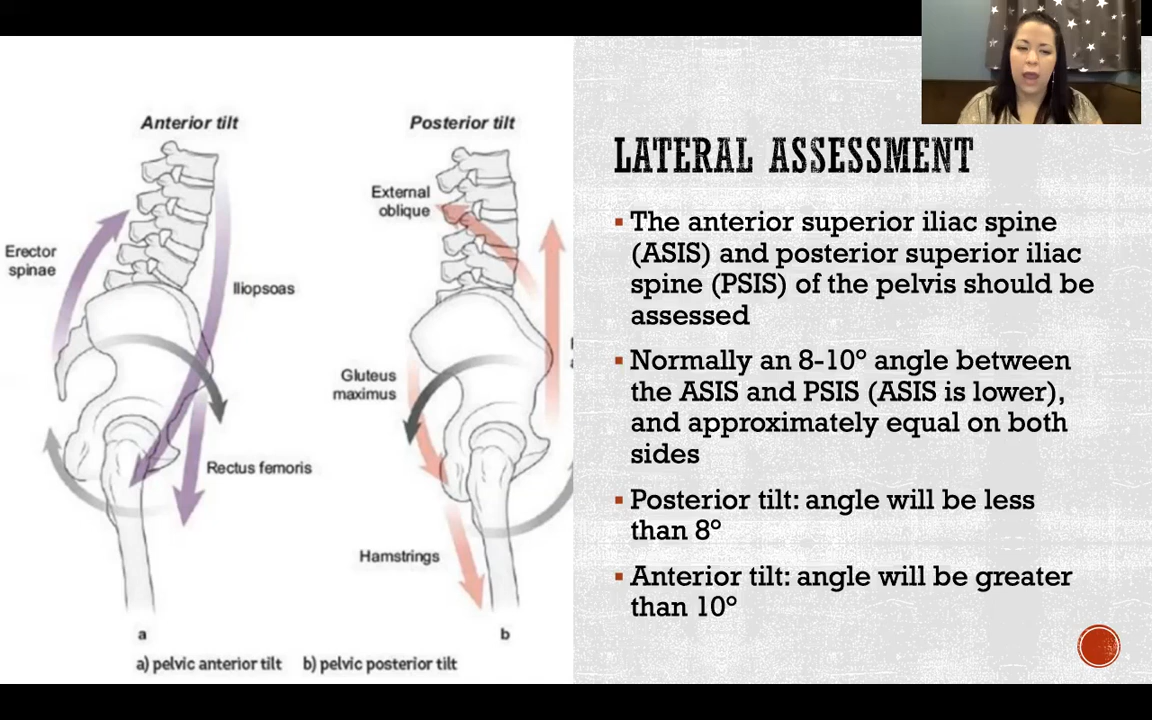 Anterior tilt
Posterior tilt
External
oblique
Erector
spinae
Iliopsoas
Gluteus
maximus
Rectus femoris
Hamstrings
a
b
a) pelvic anterior tilt b) pelvic posterior tilt
LATERAL ASSESSMENT
▪ The anterior superior iliac spine
(ASIS) and posterior superior iliac
spine (PSIS) of the pelvis should be
assessed
▪ Normally an 8-10° angle between
the ASIS and PSIS (ASIS is lower),
and approximately equal on both
sides
▪ Posterior tilt: angle will be less
than 8°
▪ Anterior tilt: angle will be greater
than 10°